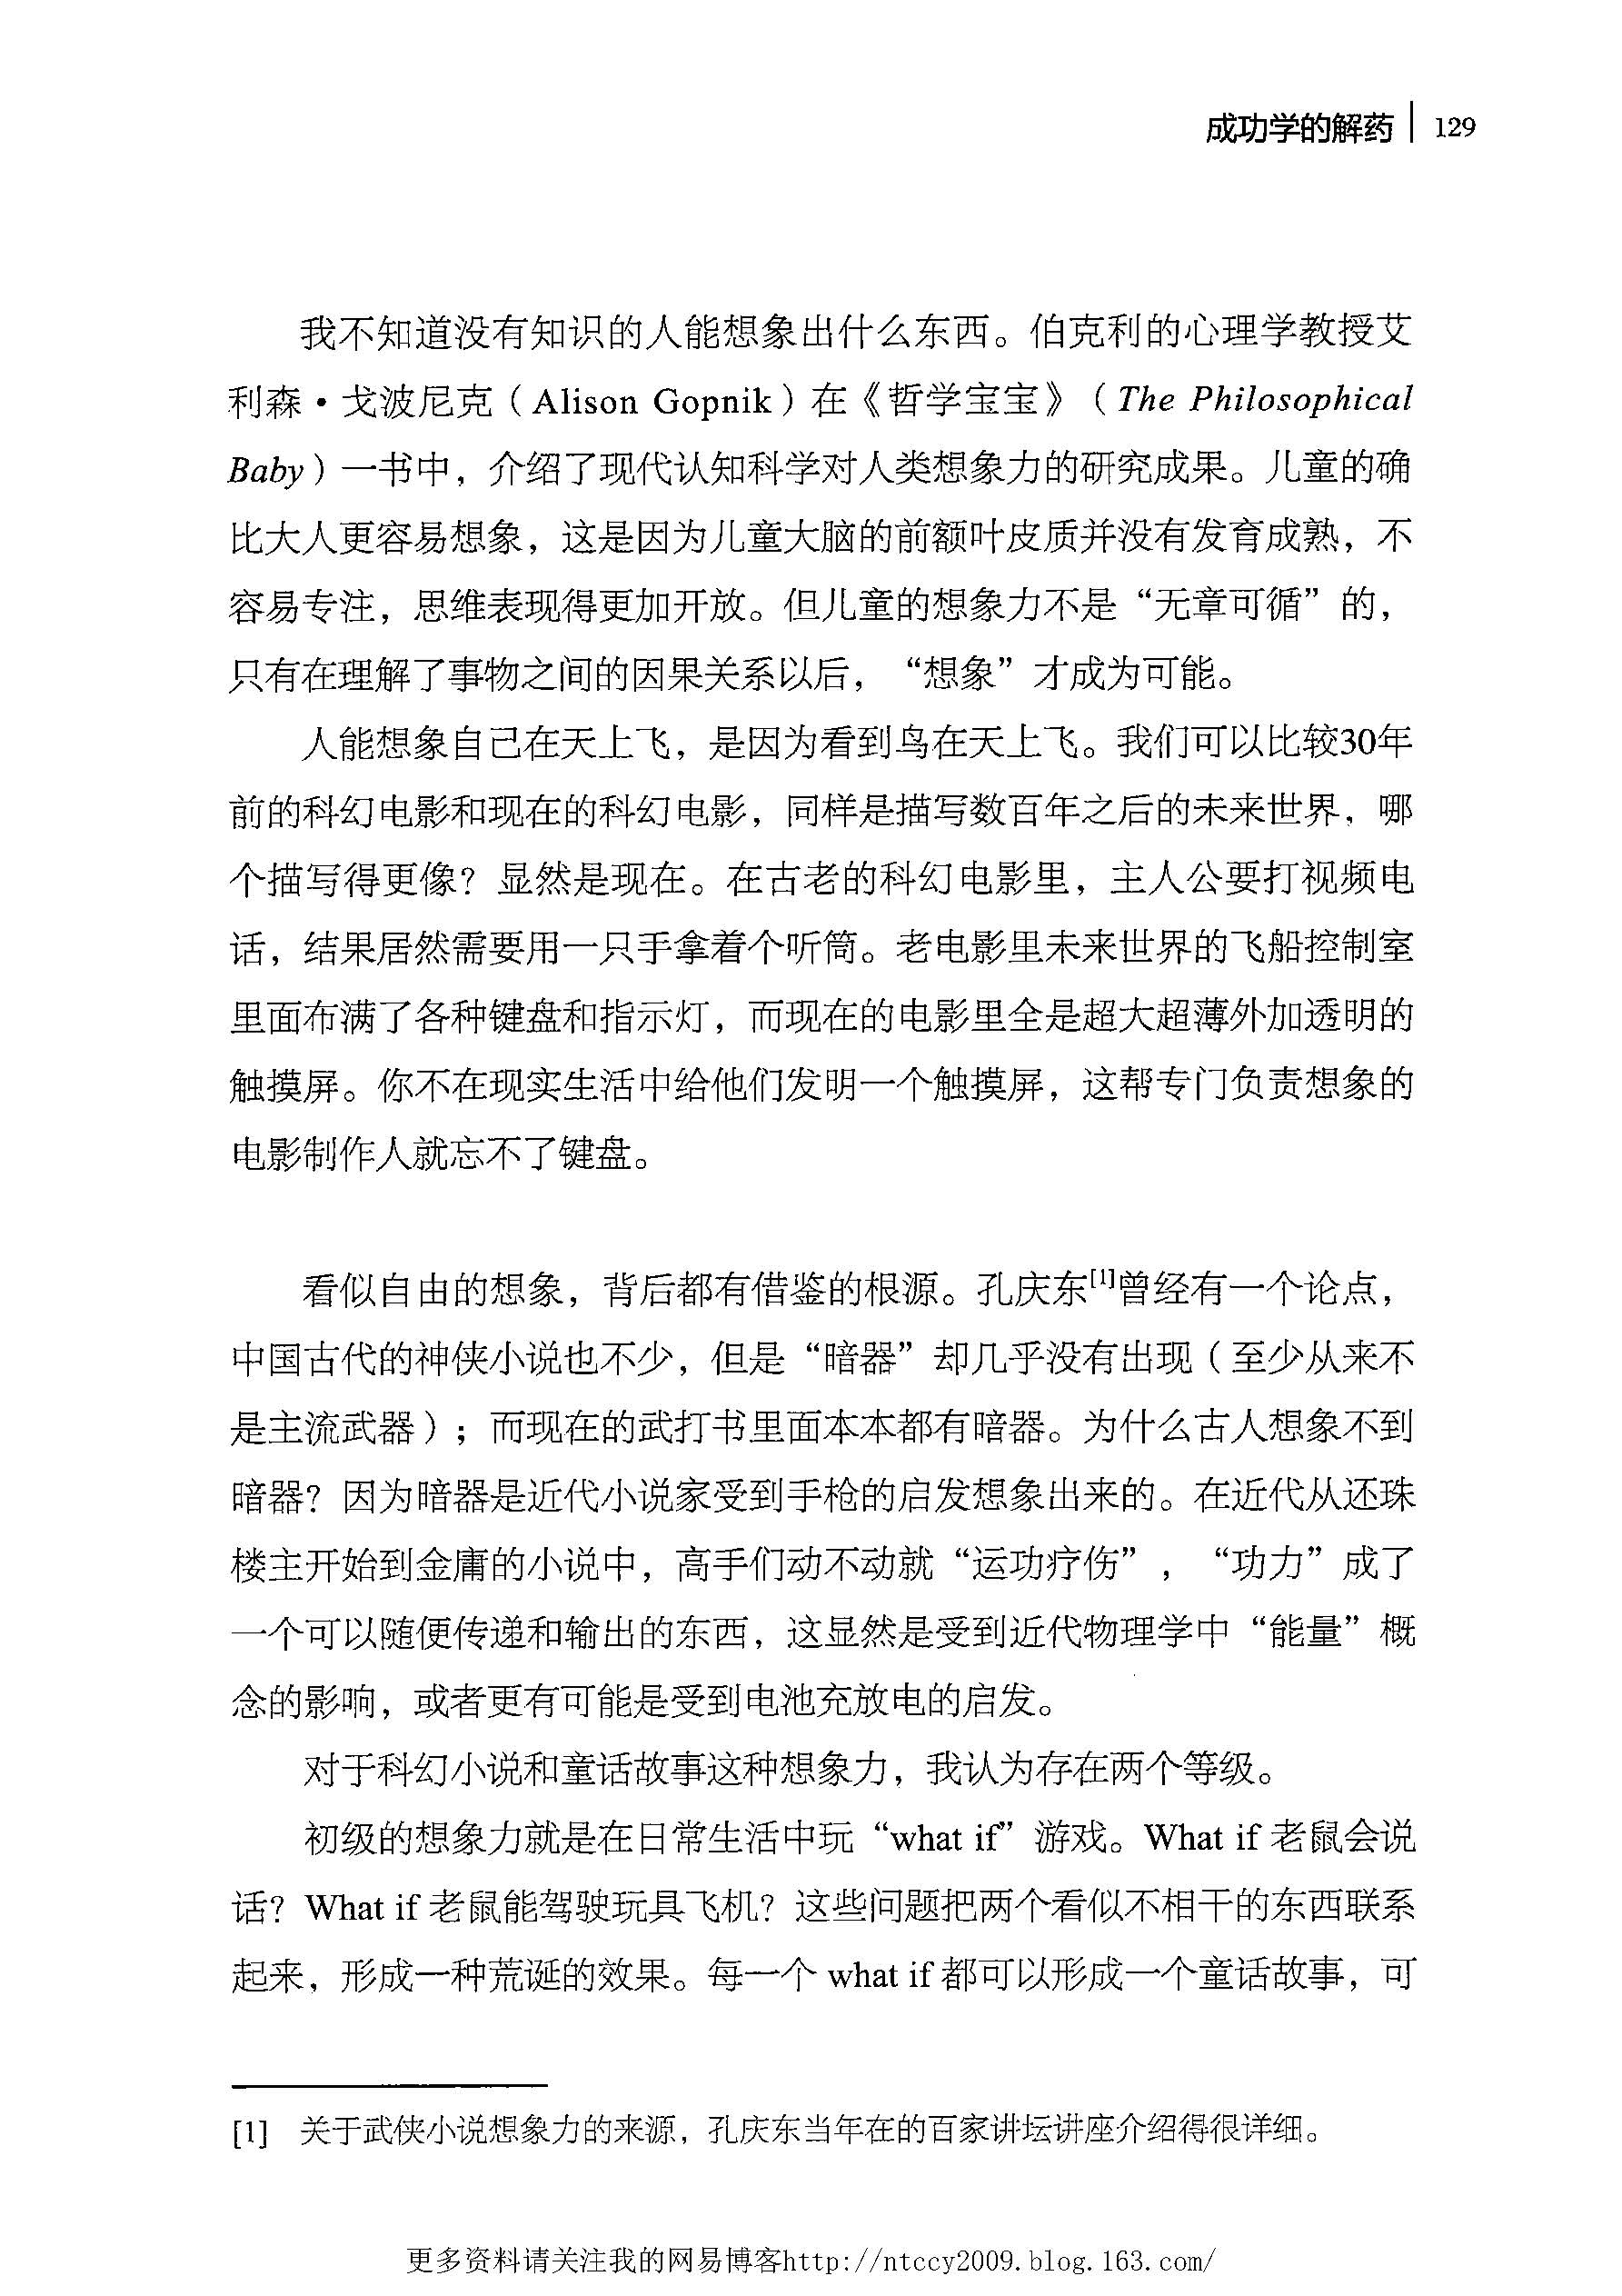 成功学的解药 129
我不知道没有知识的人能想象出什么东西。伯克利的心理学教授艾
利森·戈波尼克（Alison Gopnik）在《哲学宝宝》（The Philosophical
Baby）一书中，介绍了现代认知科学对人类想象力的研究成果。儿童的确
比大人更容易想象，这是因为儿童大脑的前额叶皮质并没有发育成熟，不
容易专注，思维表现得更加开放。但儿童的想象力不是“无章可循”的，
只有在理解了事物之间的因果关系以后，“想象”才成为可能。
人能想象自己在天上飞，是因为看到鸟在天上飞。我们可以比较30年
前的科幻电影和现在的科幻电影，同样是描写数百年之后的未来世界，哪
个描写得更像？显然是现在。在古老的科幻电影里，主人公要打视频电
话，结果居然需要用一只手拿着个听筒。老电影里未来世界的飞船控制室
里面布满了各种键盘和指示灯，而现在的电影里全是超大超薄外加透明的
触摸屏。你不在现实生活中给他们发明一个触摸屏，这帮专门负责想象的
电影制作人就忘不了键盘。
看似自由的想象，背后都有借鉴的根源。孔庆东[1]曾经有一个论点，
中国古代的神侠小说也不少，但是“暗器”却几乎没有出现（至少从来不
是主流武器）；而现在的武打书里面本本都有暗器。为什么古人想象不到
暗器？因为暗器是近代小说家受到手枪的启发想象出来的。在近代从还珠
楼主开始到金庸的小说中，高手们动不动就“运功疗伤”，“功力”成了
一个可以随便传递和输出的东西，这显然是受到近代物理学中“能量”概
念的影响，或者更有可能是受到电池充放电的启发。
对于科幻小说和童话故事这种想象力，我认为存在两个等级。
初级的想象力就是在日常生活中玩“what if”游戏。What if 老鼠会说
话？What if 老鼠能驾驶玩具飞机？这些问题把两个看似不相干的东西联系
起来，形成一种荒诞的效果。每一个 what if 都可以形成一个童话故事，可
[1] 关于武侠小说想象力的来源，孔庆东当年在的百家讲坛讲座介绍得很详细。
更多资料请关注我的网易博客http://ntccy2009.blog.163.com/